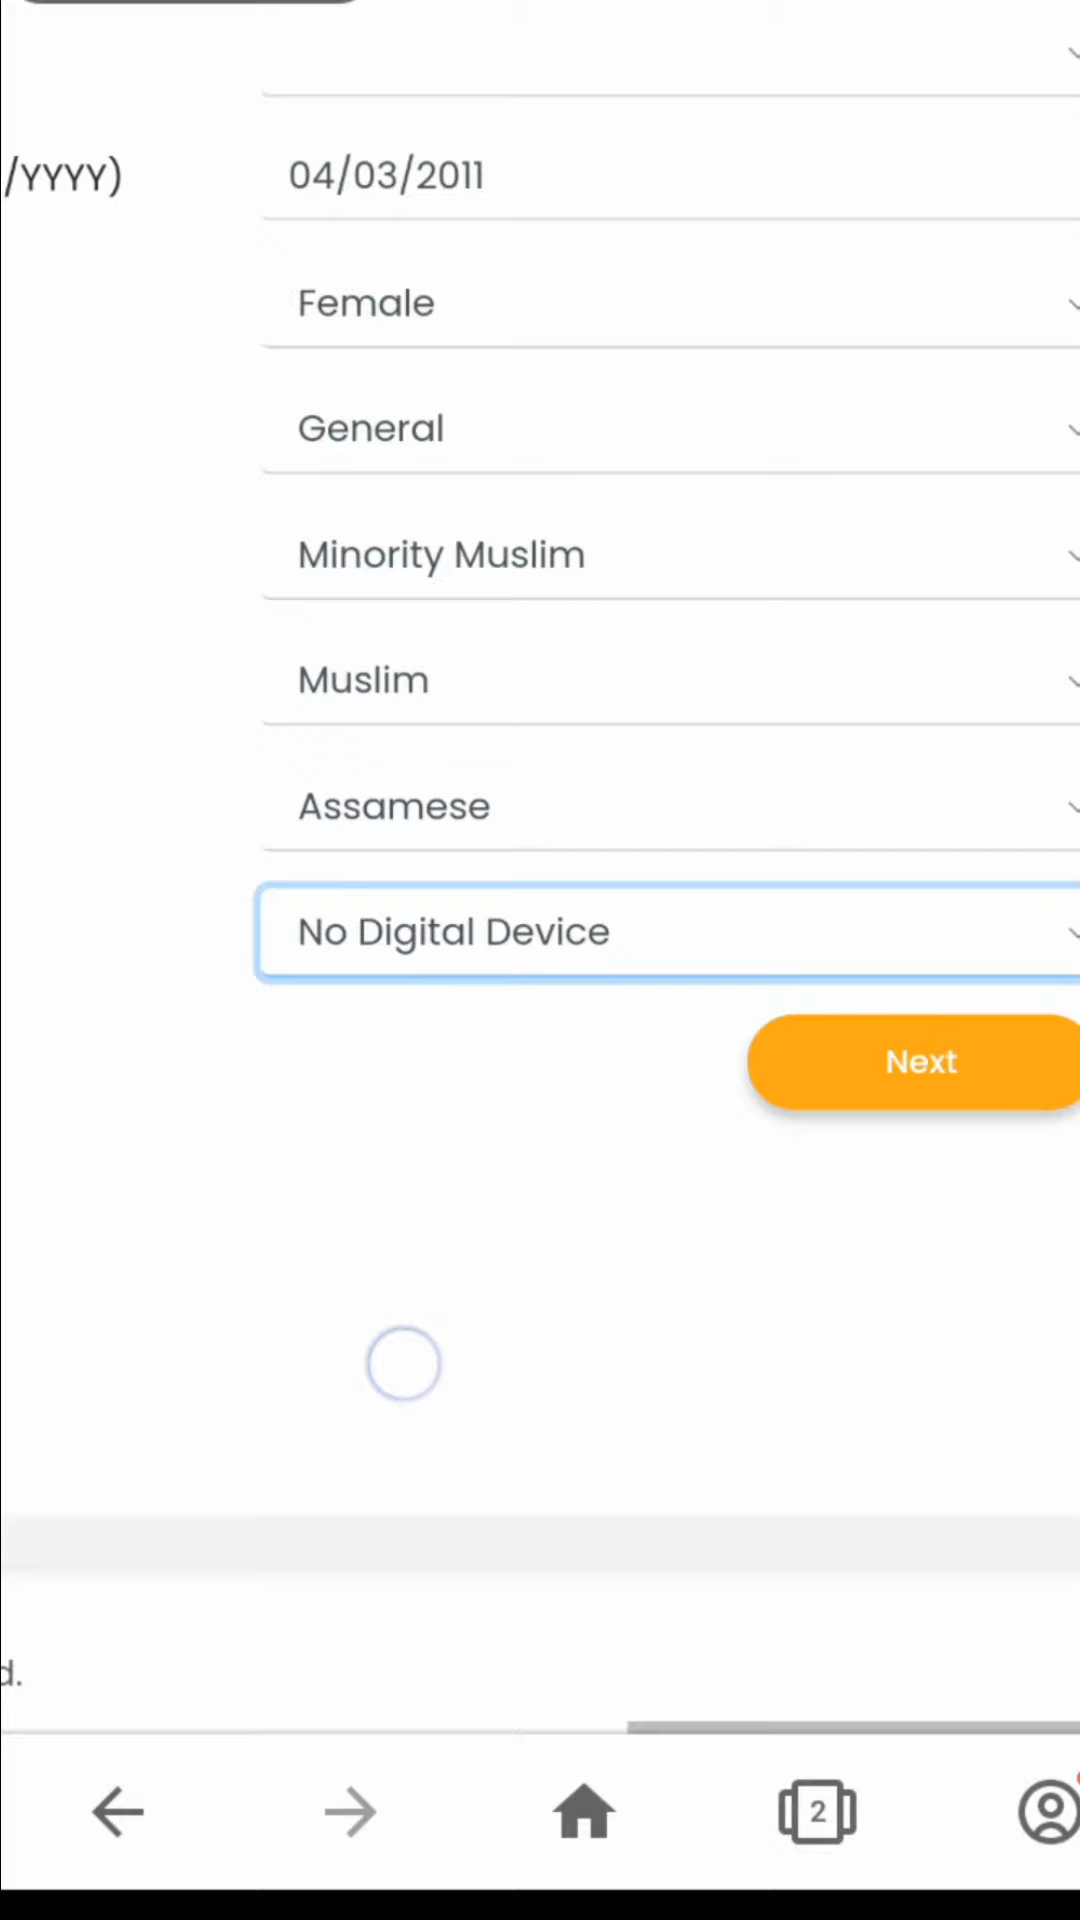 /YYYY)
04/03/2011
Female
General
Minority Muslim
Muslim
Assamese
No Digital Device
Next
d.
2